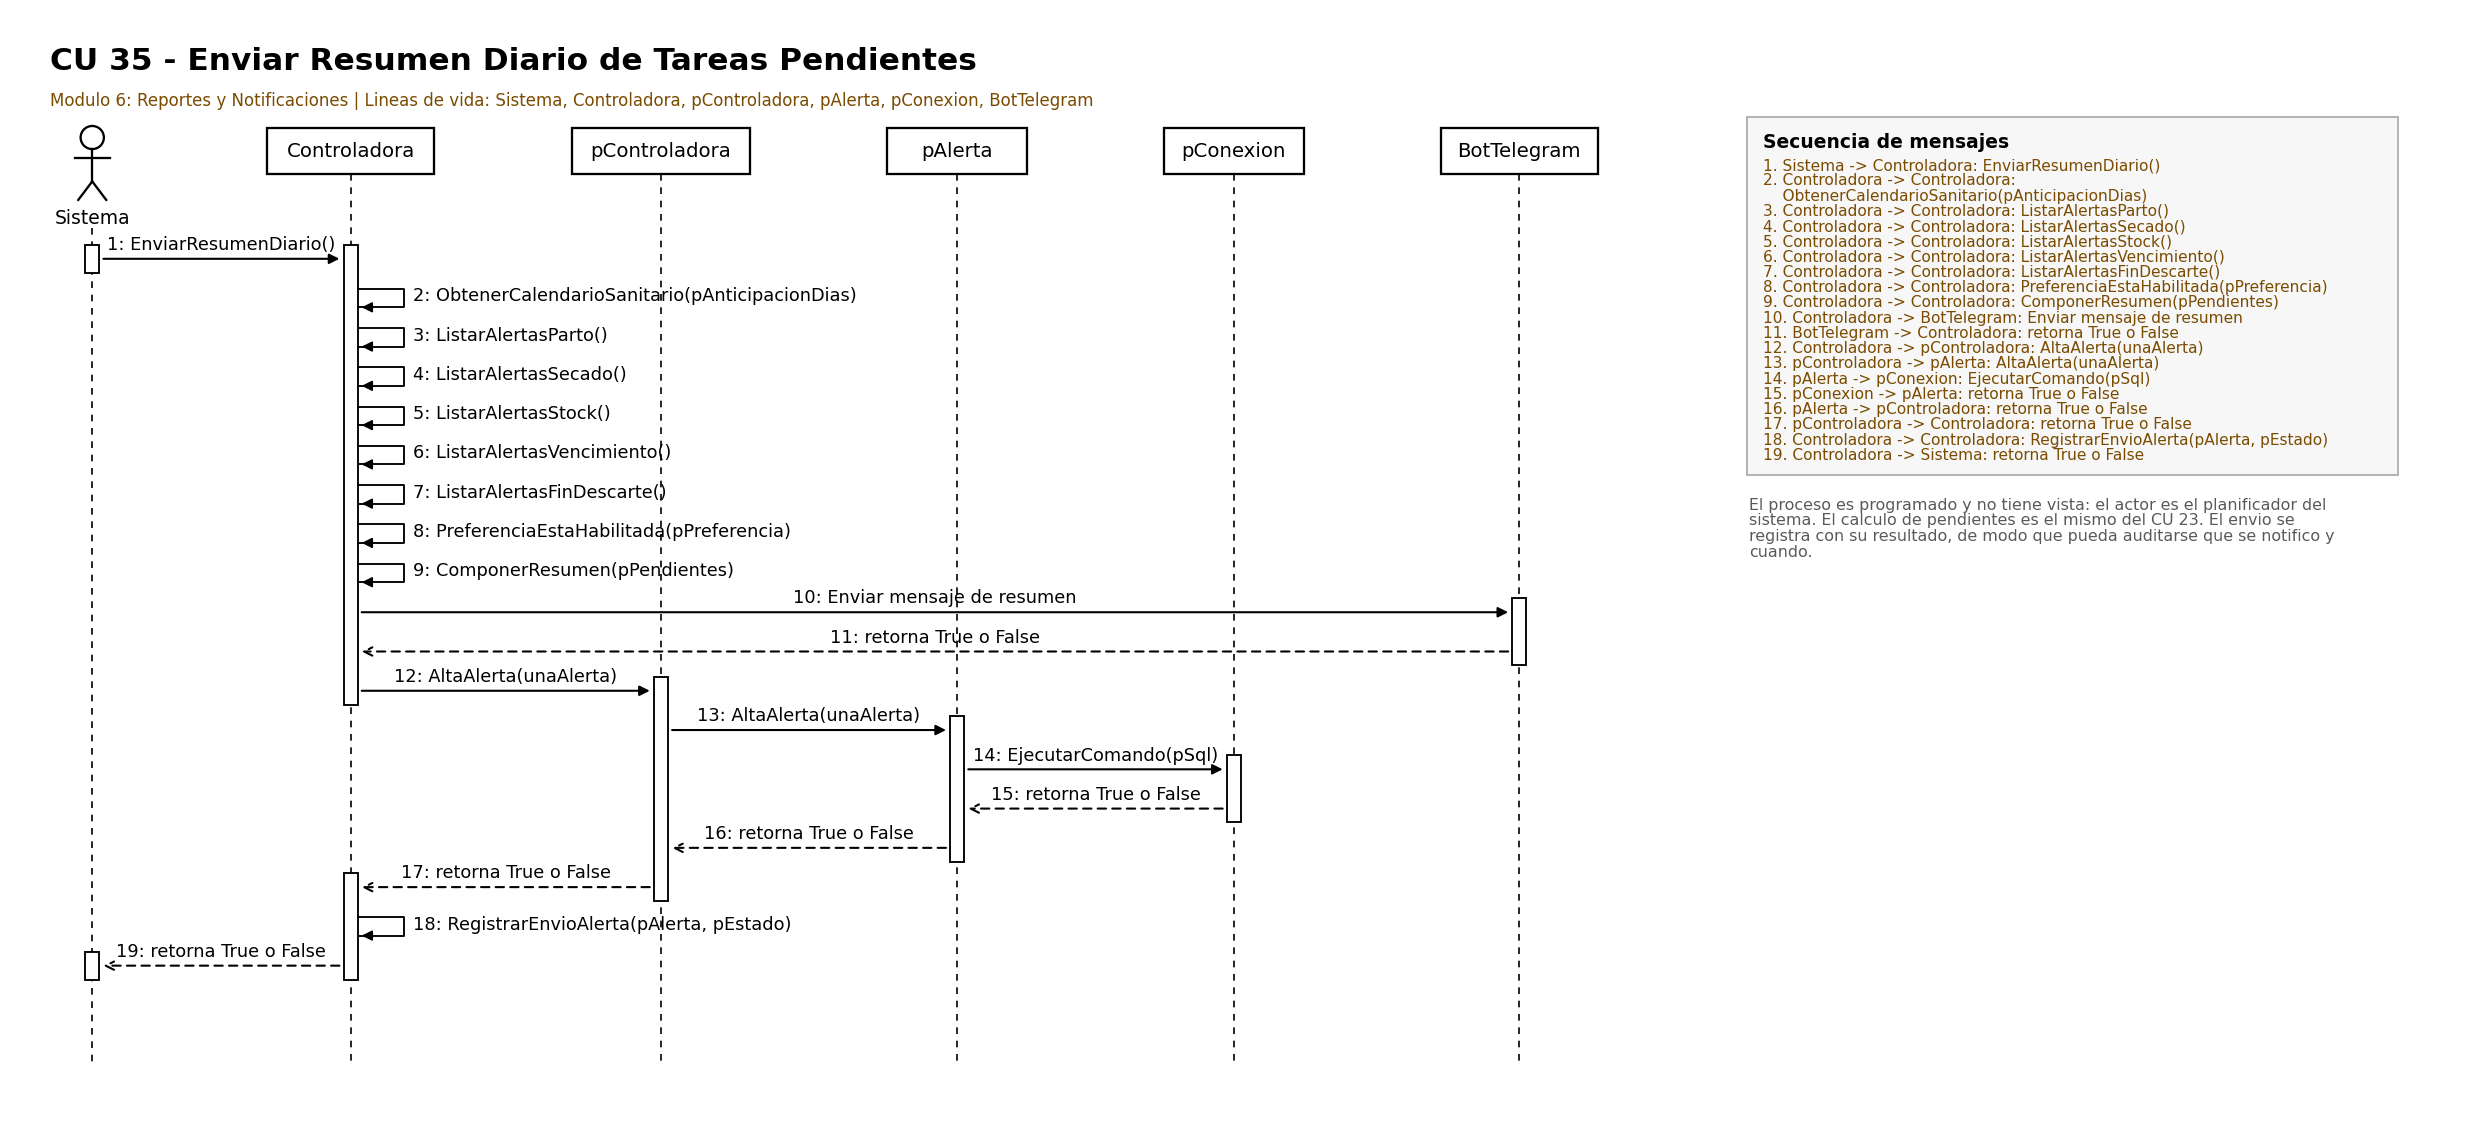 CU 35 - Enviar Resumen Diario de Tareas Pendientes
Modulo 6: Reportes y Notificaciones | Lineas de vida: Sistema, Controladora, pControladora, pAlerta, pConexion, BotTelegram
Sistema
Controladora
pControladora
pAlerta
pConexion
BotTelegram
1: EnviarResumenDiario()
2: ObtenerCalendarioSanitario(pAnticipacionDias)
3: ListarAlertasParto()
4: ListarAlertasSecado()
5: ListarAlertasStock()
6: ListarAlertasVencimiento()
7: ListarAlertasFinDescarte()
8: PreferenciaEstaHabilitada(pPreferencia)
9: ComponerResumen(pPendientes)
10: Enviar mensaje de resumen
11: retorna True o False
12: AltaAlerta(unaAlerta)
13: AltaAlerta(unaAlerta)
14: EjecutarComando(pSql)
15: retorna True o False
16: retorna True o False
17: retorna True o False
18: RegistrarEnvioAlerta(pAlerta, pEstado)
19: retorna True o False
Secuencia de mensajes
1. Sistema -> Controladora: EnviarResumenDiario()
2. Controladora -> Controladora:
ObtenerCalendarioSanitario(pAnticipacionDias)
3. Controladora -> Controladora: ListarAlertasParto()
4. Controladora -> Controladora: ListarAlertasSecado()
5. Controladora -> Controladora: ListarAlertasStock()
6. Controladora -> Controladora: ListarAlertasVencimiento()
7. Controladora -> Controladora: ListarAlertasFinDescarte()
8. Controladora -> Controladora: PreferenciaEstaHabilitada(pPreferencia)
9. Controladora -> Controladora: ComponerResumen(pPendientes)
10. Controladora -> BotTelegram: Enviar mensaje de resumen
11. BotTelegram -> Controladora: retorna True o False
12. Controladora -> pControladora: AltaAlerta(unaAlerta)
13. pControladora -> pAlerta: AltaAlerta(unaAlerta)
14. pAlerta -> pConexion: EjecutarComando(pSql)
15. pConexion -> pAlerta: retorna True o False
16. pAlerta -> pControladora: retorna True o False
17. pControladora -> Controladora: retorna True o False
18. Controladora -> Controladora: RegistrarEnvioAlerta(pAlerta, pEstado)
19. Controladora -> Sistema: retorna True o False
El proceso es programado y no tiene vista: el actor es el planificador del
sistema. El calculo de pendientes es el mismo del CU 23. El envio se
registra con su resultado, de modo que pueda auditarse que se notifico y
cuando.